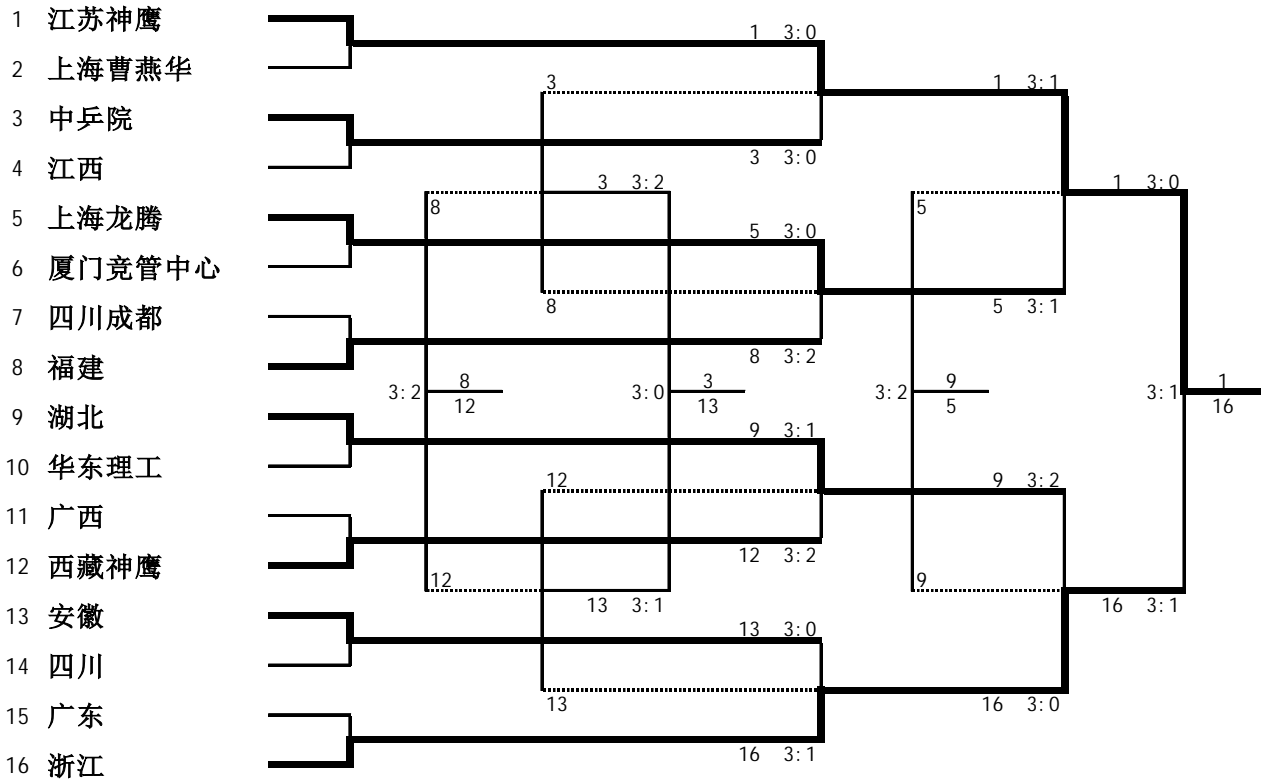 1 江苏神鹰
1 3:0
2 上海曹燕华
3
1 3:1
3 中乒院
3 3:0
4 江西
3 3:2
1 3:0
8
5
5 上海龙腾
5 3:0
6 厦门竞管中心
8
5 3:1
7 四川成都
8 3:2
8 福建
3:2
8
12
3:0
3
13
3:2
9
5
3:1
1
16
9 湖北
9 3:1
10 华东理工
12
9 3:2
11 广西
12 3:2
12 西藏神鹰
12
9
13 3:1
16 3:1
13 安徽
13 3:0
14 四川
13
16 3:0
15 广东
16 3:1
16 浙江